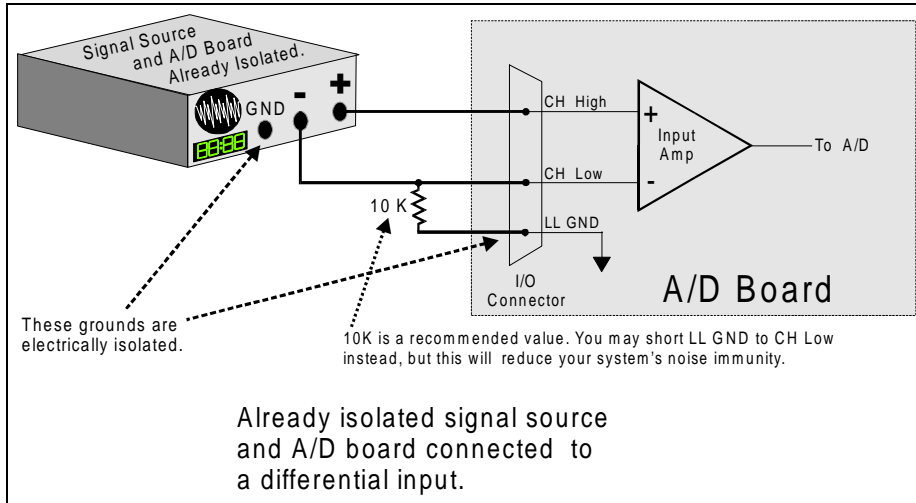 Signal Source
and A/D Board
Already Isolated.
GND
-
+
88:88
CH High
+
Input
Amp
To A/D
CH Low
-
10 K
LL GND
I/O
Connector
A/D Board
These grounds are
electrically isolated.
10K is a recommended value. You may short LL GND to CH Low
instead, but this will reduce your system's noise immunity.
Already isolated signal source
and A/D board connected to
a differential input.